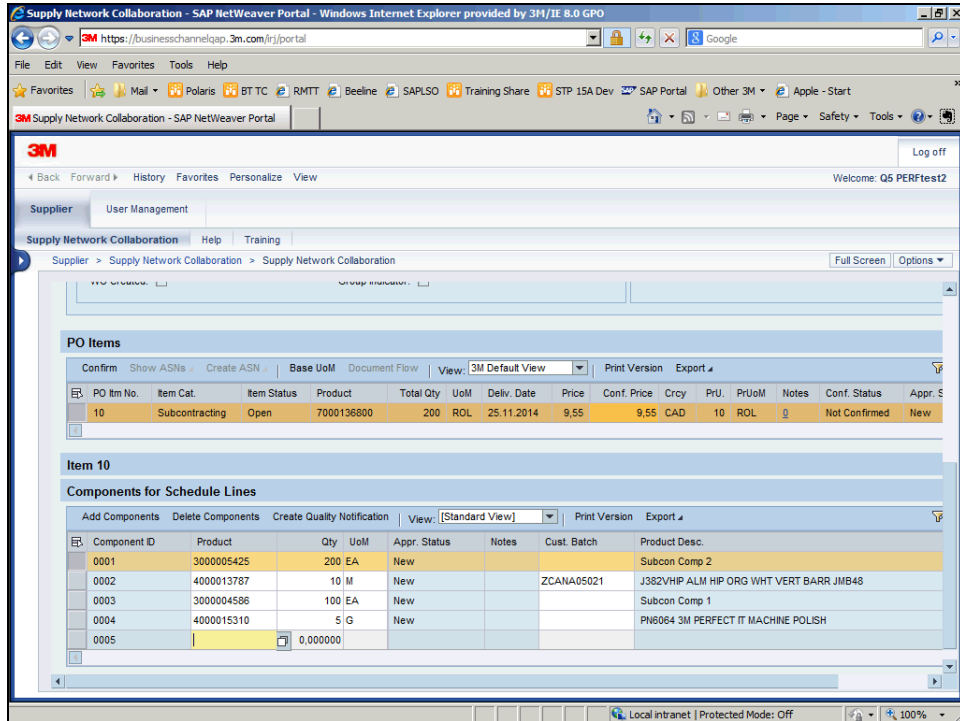 Supply Network Collaboration - SAP NetWeaver Portal - Windows Internet Explorer provided by 3M/IE 8.0 GPO
3M https://businesschannelqap.3m.com/irj/portal
Google
File Edit View Favorites Tools Help
Favorites Mail Polaris BT TC RMTT Beeline SAPLSO Training Share STP 15A Dev SAP Portal Other 3M Apple - Start
3M Supply Network Collaboration - SAP NetWeaver Portal
Page Safety Tools
3M Log off
Back Forward History Favorites Personalize View Welcome: Q5 PERFtest2
Supplier User Management
Supply Network Collaboration Help Training
Supplier > Supply Network Collaboration > Supply Network Collaboration Full Screen Options
WO Created: Group Indicator:
PO Items
Confirm Show ASNs Create ASN Base UoM Document Flow View: 3M Default View Print Version Export
PO Itm No. Item Cat. Item Status Product Total Qty UoM Deliv. Date Price Conf. Price Crcy PrU. PrUoM Notes Conf. Status Appr. S
10 Subcontracting Open 7000136800 200 ROL 25.11.2014 9,55 9,55 CAD 10 ROL 0 Not Confirmed New
Item 10
Components for Schedule Lines
Add Components Delete Components Create Quality Notification View: [Standard View] Print Version Export
Component ID Product Qty UoM Appr. Status Notes Cust. Batch Product Desc.
0001 3000005425 200 EA New Subcon Comp 2
0002 4000013787 10 M New ZCANA05021 J382VHIP ALM HIP ORG WHT VERT BARR JMB48
0003 3000004586 100 EA New Subcon Comp 1
0004 4000015310 5 G New PN6064 3M PERFECT IT MACHINE POLISH
0005 0,000000
Local intranet | Protected Mode: Off 100%